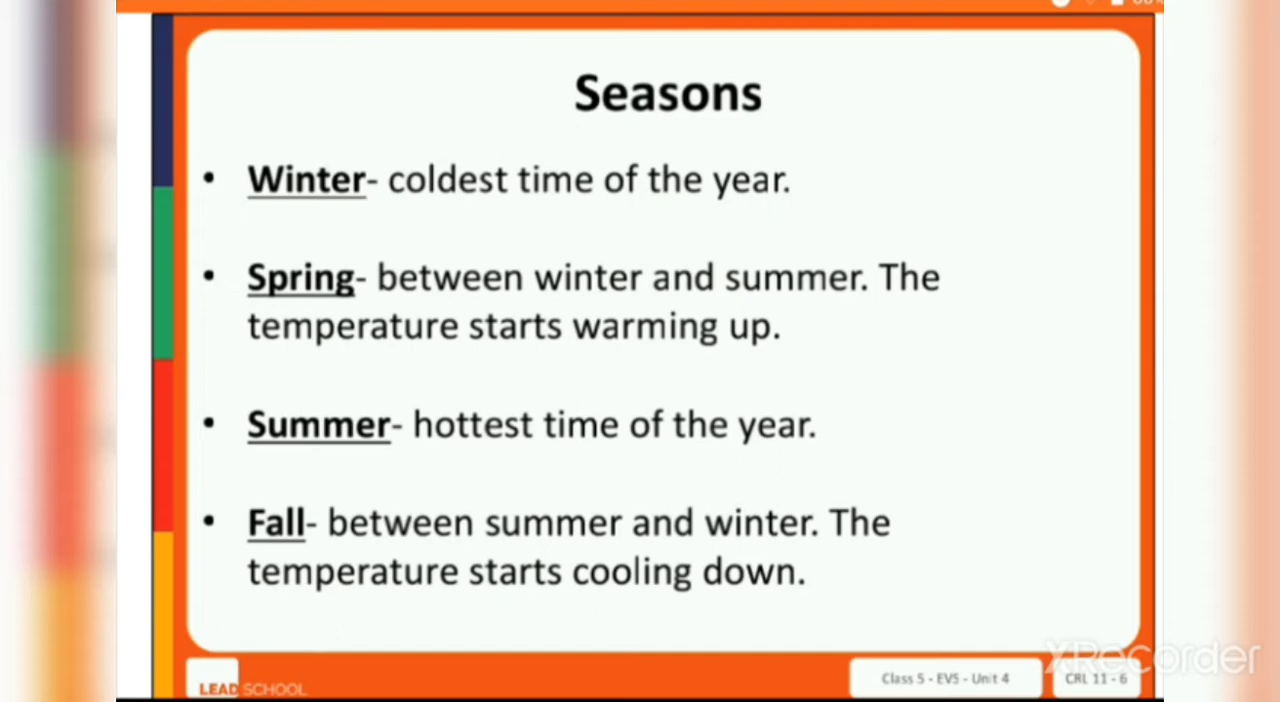 Seasons
• Winter- coldest time of the year.
• Spring- between winter and summer. The
temperature starts warming up.
• Summer- hottest time of the year.
• Fall- between summer and winter. The
temperature starts cooling down.
LEAD SCHOOL
Class 5 - EVS - Unit 4
CRL 11 - 6
XRecorder